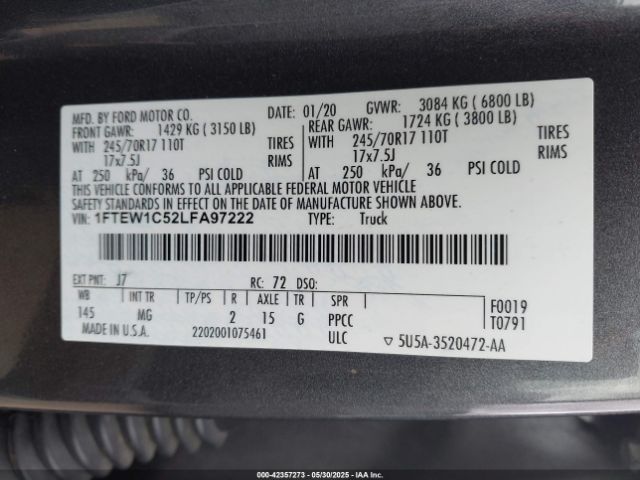 MFD. BY FORD MOTOR CO. DATE: 01/20 GVWR: 3084 KG ( 6800 LB)
FRONT GAWR: 1429 KG ( 3150 LB) REAR GAWR: 1724 KG ( 3800 LB)
WITH 245/70R17 110T TIRES WITH 245/70R17 110T TIRES
17x7.5J RIMS 17x7.5J RIMS
AT 250 kPa/ 36 PSI COLD AT 250 kPa/ 36 PSI COLD
THIS VEHICLE CONFORMS TO ALL APPLICABLE FEDERAL MOTOR VEHICLE
SAFETY STANDARDS IN EFFECT ON THE DATE OF MANUFACTURE SHOWN ABOVE.
VIN: 1FTEW1C52LFA97222 TYPE: Truck
EXT PNT: J7 RC: 72 DSO:
WB INT TR TP/PS R AXLE TR SPR F0019
145 MG 2 15 G PPCC T0791
MADE IN U.S.A. 2202001075461 ULC ▽ 5U5A-3520472-AA
000-42357273 — 05/30/2025 - IAAI.COM